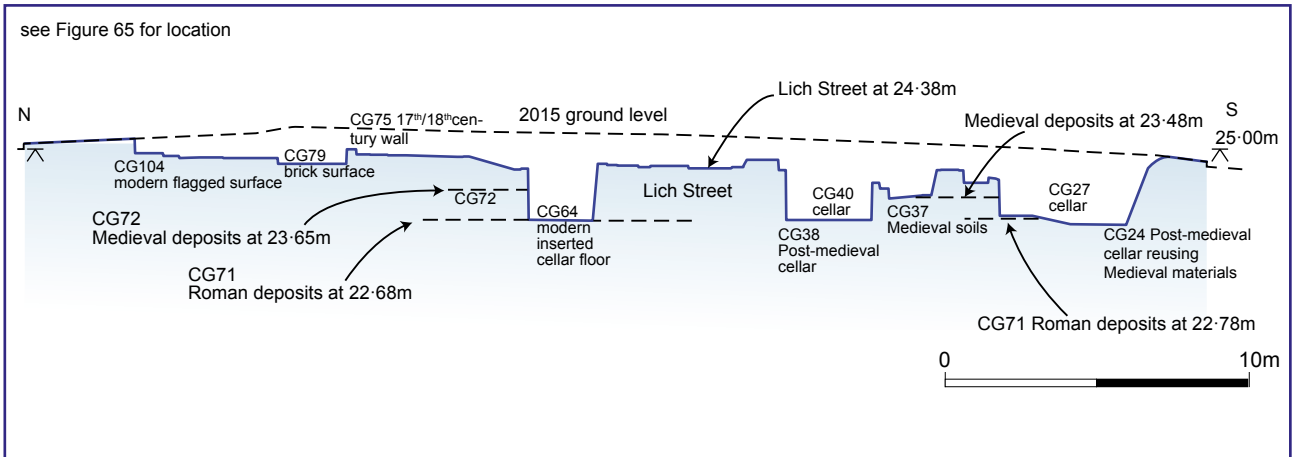 see Figure 65 for location
Lich Street at 24·38m
N
CG75 17th/18thcen-
tury wall
2015 ground level
Medieval deposits at 23·48m
S
25·00m
CG104
modern flagged surface
CG79
brick surface
CG72
Lich Street
CG40
cellar
CG27
cellar
CG72
Medieval deposits at 23·65m
CG64
modern
inserted
cellar floor
CG38
Post-medieval
cellar
CG37
Medieval soils
CG24 Post-medieval
cellar reusing
Medieval materials
CG71
Roman deposits at 22·68m
CG71 Roman deposits at 22·78m
0
10m